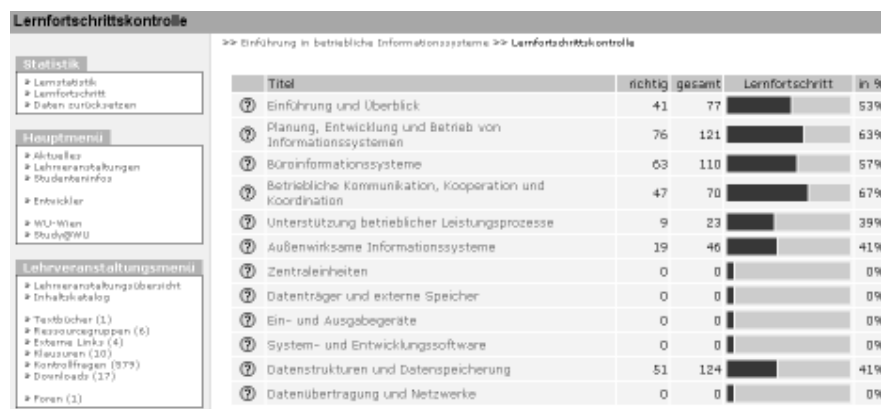 Lernfortschrittskontrolle
>> Einführung in betriebliche Informationssysteme >> Lernfortschrittkontrolle
Statistik
» Lernstatistik
» Lernfortschritt
» Daten zurücksetzen
Hauptmenü
» Aktuelles
» Lehrveranstaltungen
» Studenteninfos
» Entwickler
» WU-Wien
» Study@WU
Lehrveranstaltungsmenü
» Lehrveranstaltungsübersicht
» Inhaltskatalog
» Textbücher (1)
» Ressourcegruppen (6)
» Externe Links (4)
» Klausuren (10)
» Kontrollfragen (579)
» Downloads (17)
» Foren (1)
Titel richtig gesamt Lernfortschritt in %
? Einführung und Überblick 41 77 53%
? Planung, Entwicklung und Betrieb von
Informationssystemen 76 121 63%
? Büroinformationssysteme 63 110 57%
? Betriebliche Kommunikation, Kooperation und
Koordination 47 70 67%
? Unterstützung betrieblicher Leistungsprozesse 9 23 39%
? Außenwirksame Informationssysteme 19 46 41%
? Zentraleinheiten 0 0 0%
? Datenträger und externe Speicher 0 0 0%
? Ein- und Ausgabegeräte 0 0 0%
? System- und Entwicklungssoftware 0 0 0%
? Datenstrukturen und Datenspeicherung 51 124 41%
? Datenübertragung und Netzwerke 0 0 0%